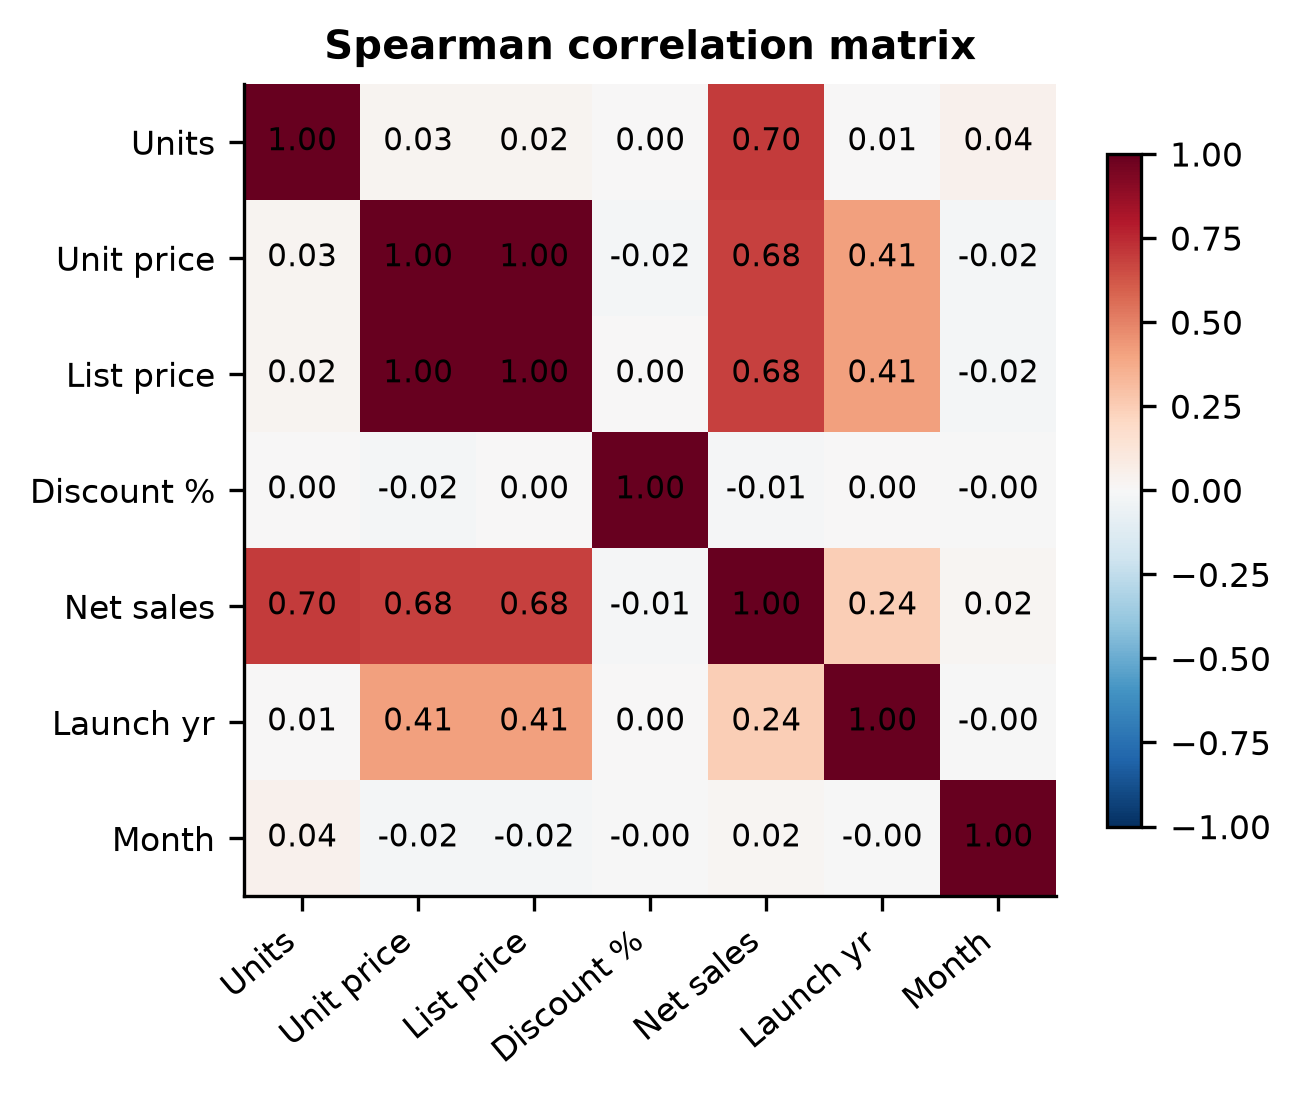 Spearman correlation matrix
Units 1.00 0.03 0.02 0.00 0.70 0.01 0.04
Unit price 0.03 1.00 1.00 -0.02 0.68 0.41 -0.02
List price 0.02 1.00 1.00 0.00 0.68 0.41 -0.02
Discount % 0.00 -0.02 0.00 1.00 -0.01 0.00 -0.00
Net sales 0.70 0.68 0.68 -0.01 1.00 0.24 0.02
Launch yr 0.01 0.41 0.41 0.00 0.24 1.00 -0.00
Month 0.04 -0.02 -0.02 -0.00 0.02 -0.00 1.00
Units Unit price List price Discount % Net sales Launch yr Month
1.00
0.75
0.50
0.25
0.00
−0.25
−0.50
−0.75
−1.00